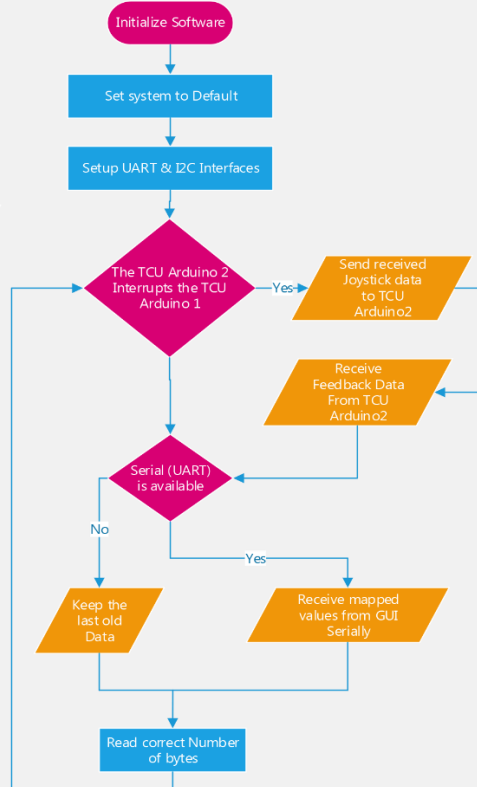 Initialize Software
Set system to Default
Setup UART & I2C Interfaces
The TCU Arduino 2
Interrupts the TCU
Arduino 1
Yes
Send received
Joystick data
to TCU
Arduino2
Receive
Feedback Data
From TCU
Arduino2
Serial (UART)
is available
No
Yes
Keep the
last old
Data
Receive mapped
values from GUI
Serially
Read correct Number
of bytes